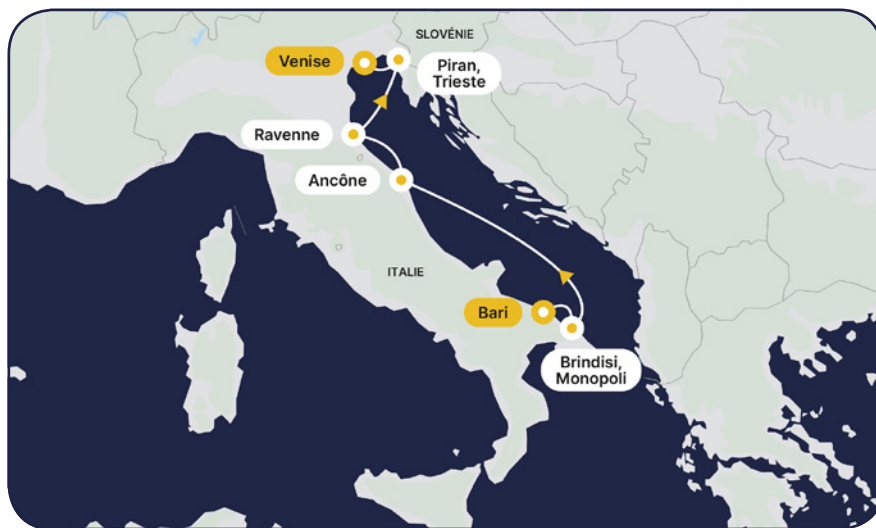 SLOVÉNIE
Venise
Piran,
Trieste
Ravenne
Ancône
ITALIE
Bari
Brindisi,
Monopoli